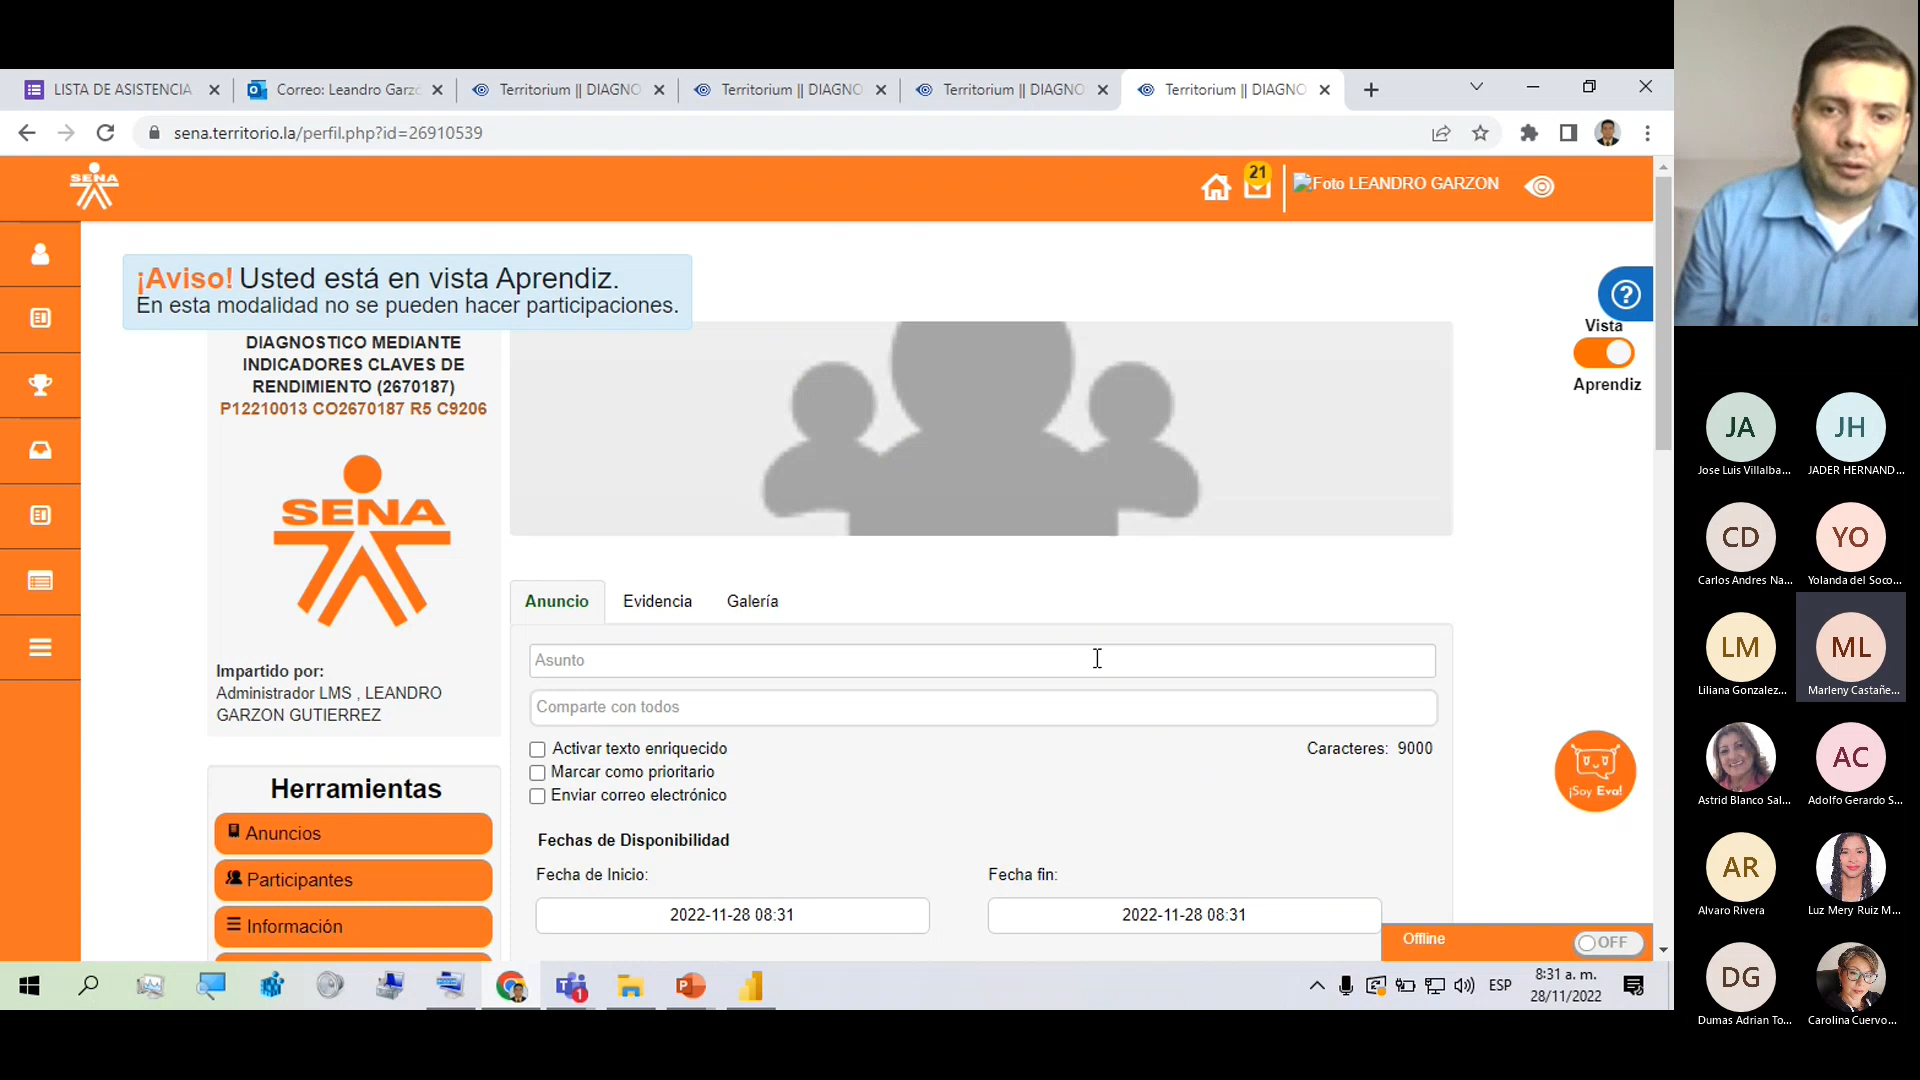 LISTA DE ASISTENCIA
Correo: Leandro Garzo
Territorium || DIAGNO
Territorium || DIAGNO
Territorium || DIAGNO
Territorium || DIAGNO
sena.territorio.la/perfil.php?id=26910539
SENA
21
Foto LEANDRO GARZON
¡Aviso! Usted está en vista Aprendiz.
En esta modalidad no se pueden hacer participaciones.
Vista
Aprendiz
DIAGNOSTICO MEDIANTE
INDICADORES CLAVES DE
RENDIMIENTO (2670187)
P12210013 CO2670187 R5 C9206
SENA
Impartido por:
Administrador LMS , LEANDRO
GARZON GUTIERREZ
Herramientas
Anuncios
Participantes
Información
Anuncio
Evidencia
Galería
Asunto
Comparte con todos
Activar texto enriquecido
Caracteres: 9000
Marcar como prioritario
Enviar correo electrónico
Fechas de Disponibilidad
Fecha de Inicio:
Fecha fin:
2022-11-28 08:31
2022-11-28 08:31
¡Soy Eva!
Offline
OFF
1
ESP
8:31 a. m.
28/11/2022
JA
Jose Luis Villalba...
JH
JADER HERNAND...
CD
Carlos Andres Na...
YO
Yolanda del Soco...
LM
Liliana Gonzalez...
ML
Marleny Castañe...
Astrid Blanco Sal...
AC
Adolfo Gerardo S...
AR
Alvaro Rivera
Luz Mery Ruiz M...
DG
Dumas Adrian To...
Carolina Cuervo...